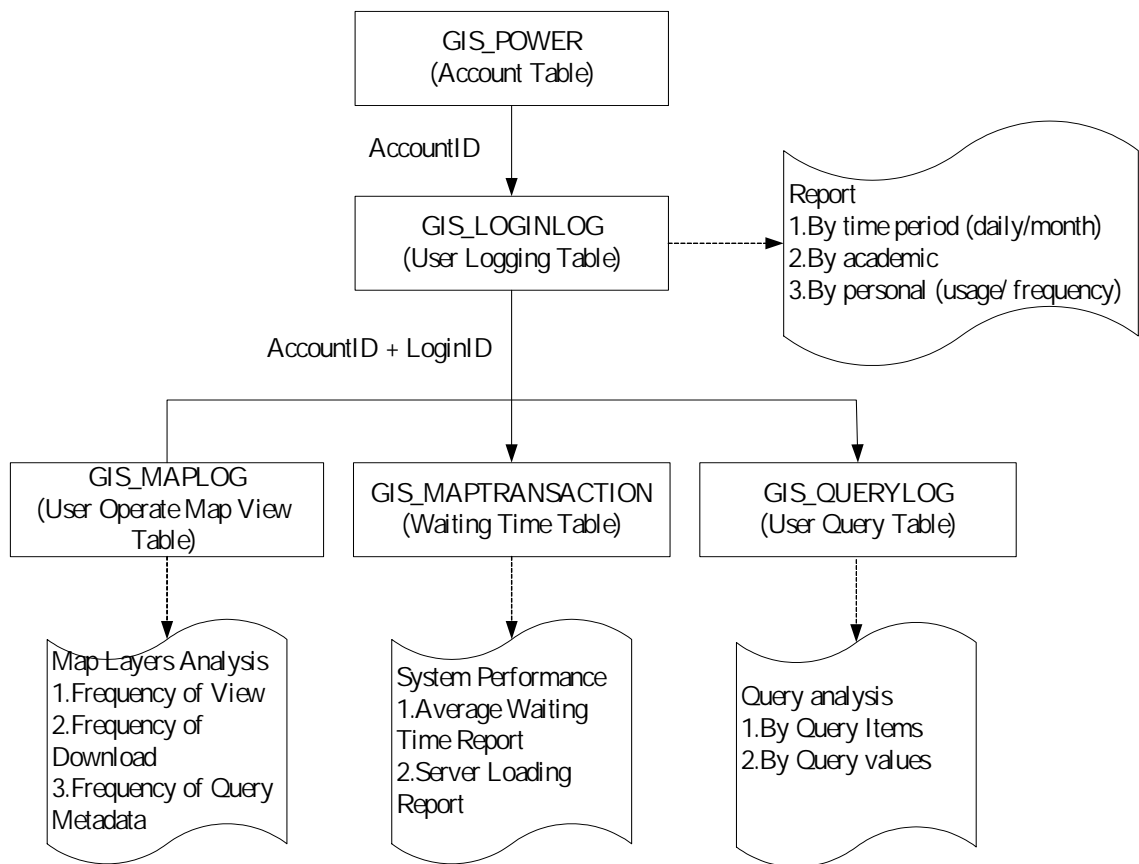 GIS_POWER
(Account Table)
AccountID
GIS_LOGINLOG
(User Logging Table)
Report
1.By time period (daily/month)
2.By academic
3.By personal (usage/ frequency)
AccountID + LoginID
GIS_MAPLOG
(User Operate Map View
Table)
GIS_MAPTRANSACTION
(Waiting Time Table)
GIS_QUERYLOG
(User Query Table)
Map Layers Analysis
1.Frequency of View
2.Frequency of
Download
3.Frequency of Query
Metadata
System Performance
1.Average Waiting
Time Report
2.Server Loading
Report
Query analysis
1.By Query Items
2.By Query values